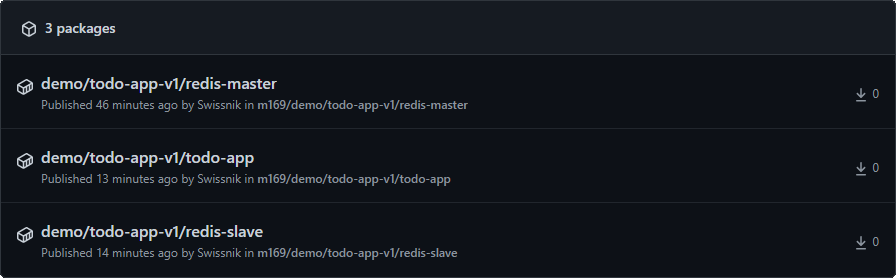 3 packages
demo/todo-app-v1/redis-master
Published 46 minutes ago by Swissnik in m169/demo/todo-app-v1/redis-master
0
demo/todo-app-v1/todo-app
Published 13 minutes ago by Swissnik in m169/demo/todo-app-v1/todo-app
0
demo/todo-app-v1/redis-slave
Published 14 minutes ago by Swissnik in m169/demo/todo-app-v1/redis-slave
0